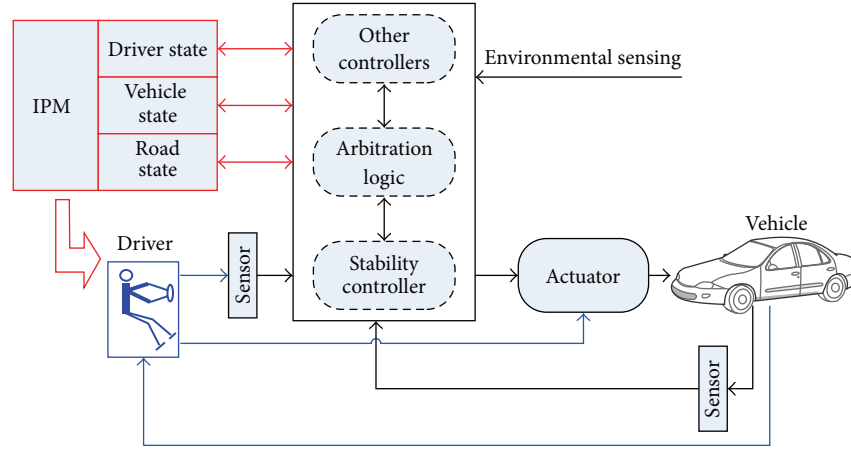 IPM
Driver state
Vehicle
state
Road
state
Other
controllers
Environmental sensing
Arbitration
logic
Driver
Sensor
Stability
controller
Actuator
Vehicle
Sensor